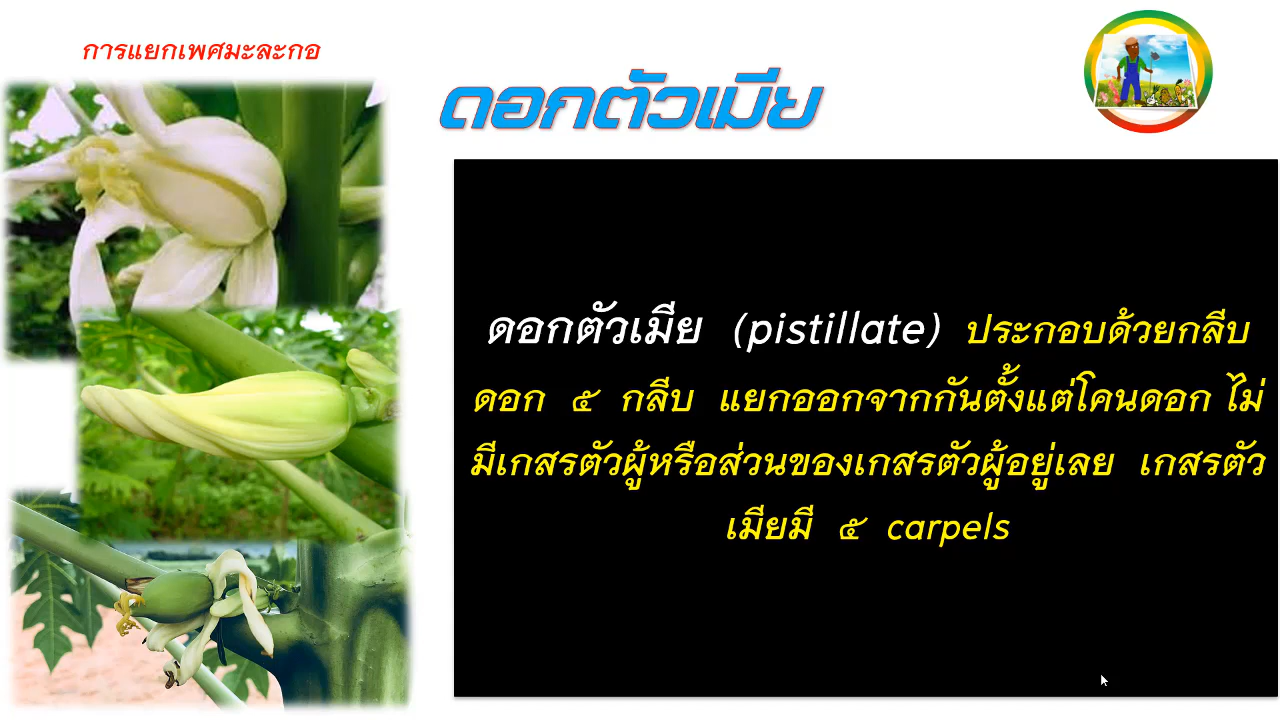 การแยกเพศมะละกอ
ดอกตัวเมีย
ดอกตัวเมีย (pistillate) ประกอบด้วยกลีบ
ดอก ๕ กลีบ แยกออกจากกันตั้งแต่โคนดอก ไม่
มีเกสรตัวผู้หรือส่วนของเกสรตัวผู้อยู่เลย เกสรตัว
เมียมี ๕ carpels